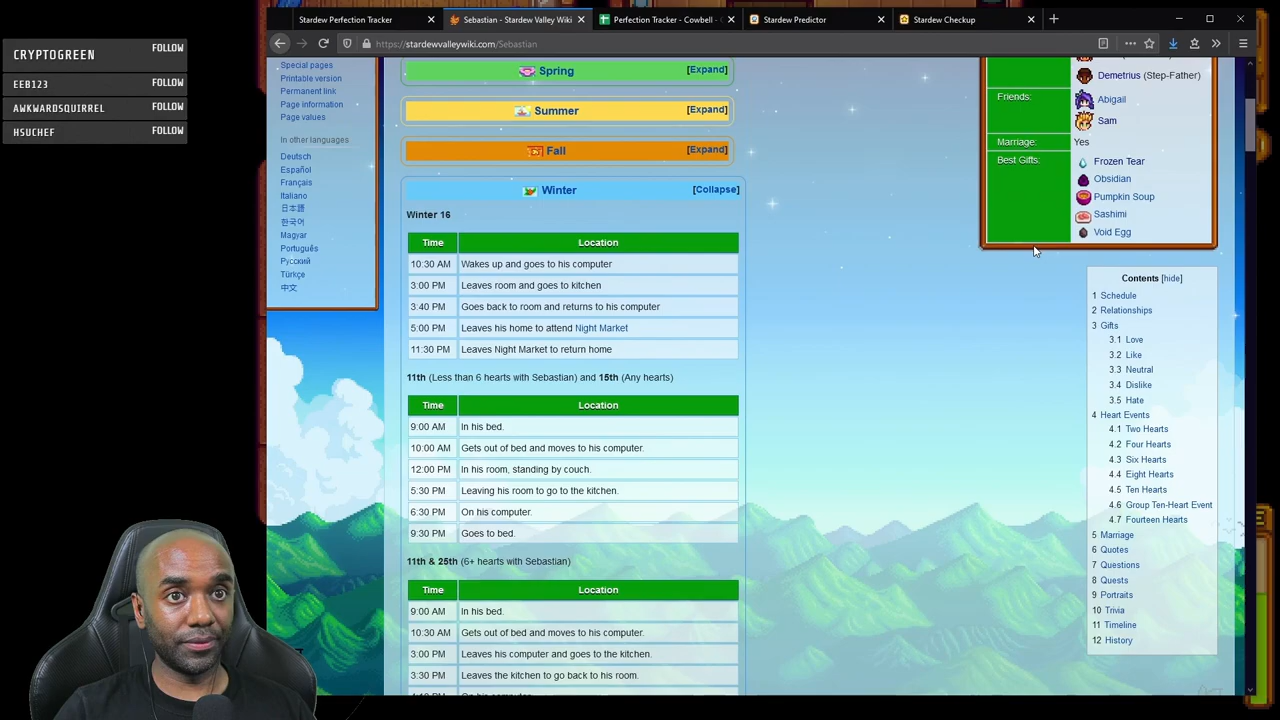 CRYPTOGREEN FOLLOW
EEB123 FOLLOW
AWKWARDSQUIRREL FOLLOW
HSUCHEF FOLLOW
Stardew Perfection Tracker
Sebastian - Stardew Valley Wiki
Perfection Tracker - Cowbell -
Stardew Predictor
Stardew Checkup
https://stardewvalleywiki.com/Sebastian
Special pages
Printable version
Permanent link
Page information
Page values
In other languages
Deutsch
Español
Français
Italiano
日本語
한국어
Magyar
Português
Русский
Türkçe
中文
Spring [Expand]
Summer [Expand]
Fall [Expand]
Winter [Collapse]
Winter 16
Time Location
10:30 AM Wakes up and goes to his computer
3:00 PM Leaves room and goes to kitchen
3:40 PM Goes back to room and returns to his computer
5:00 PM Leaves his home to attend Night Market
11:30 PM Leaves Night Market to return home
11th (Less than 6 hearts with Sebastian) and 15th (Any hearts)
Time Location
9:00 AM In his bed.
10:00 AM Gets out of bed and moves to his computer.
12:00 PM In his room, standing by couch.
5:30 PM Leaving his room to go to the kitchen.
6:30 PM On his computer.
9:30 PM Goes to bed.
11th & 25th (6+ hearts with Sebastian)
Time Location
9:00 AM In his bed.
10:30 AM Gets out of bed and moves to his computer.
3:00 PM Leaves his computer and goes to the kitchen.
3:30 PM Leaves the kitchen to go back to his room.
Demetrius (Step-Father)
Friends: Abigail
Sam
Marriage: Yes
Best Gifts: Frozen Tear
Obsidian
Pumpkin Soup
Sashimi
Void Egg
Contents [hide]
1 Schedule
2 Relationships
3 Gifts
3.1 Love
3.2 Like
3.3 Neutral
3.4 Dislike
3.5 Hate
4 Heart Events
4.1 Two Hearts
4.2 Four Hearts
4.3 Six Hearts
4.4 Eight Hearts
4.5 Ten Hearts
4.6 Group Ten-Heart Event
4.7 Fourteen Hearts
5 Marriage
6 Quotes
7 Questions
8 Quests
9 Portraits
10 Trivia
11 Timeline
12 History